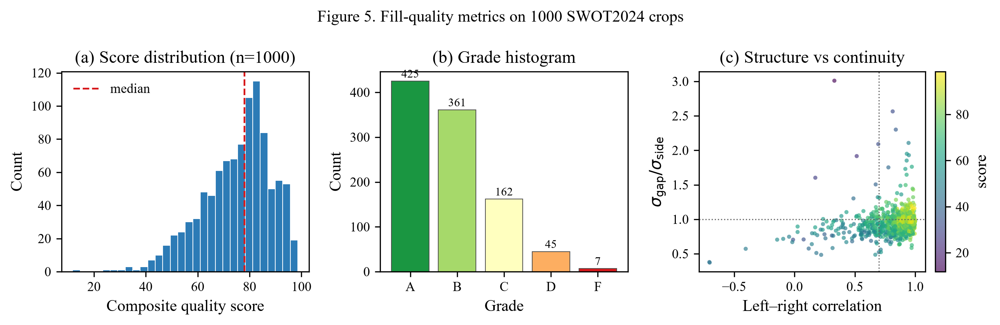 Figure 5. Fill-quality metrics on 1000 SWOT2024 crops
(a) Score distribution (n=1000)
120
100
80
60
40
20
0
Count
median
20
40
60
80
100
Composite quality score
(b) Grade histogram
400
300
200
100
0
Count
425
361
162
45
7
A
B
C
D
F
Grade
(c) Structure vs continuity
3.0
2.5
2.0
1.5
1.0
0.5
σgap/σside
−0.5
0.0
0.5
1.0
Left–right correlation
80
60
40
20
score